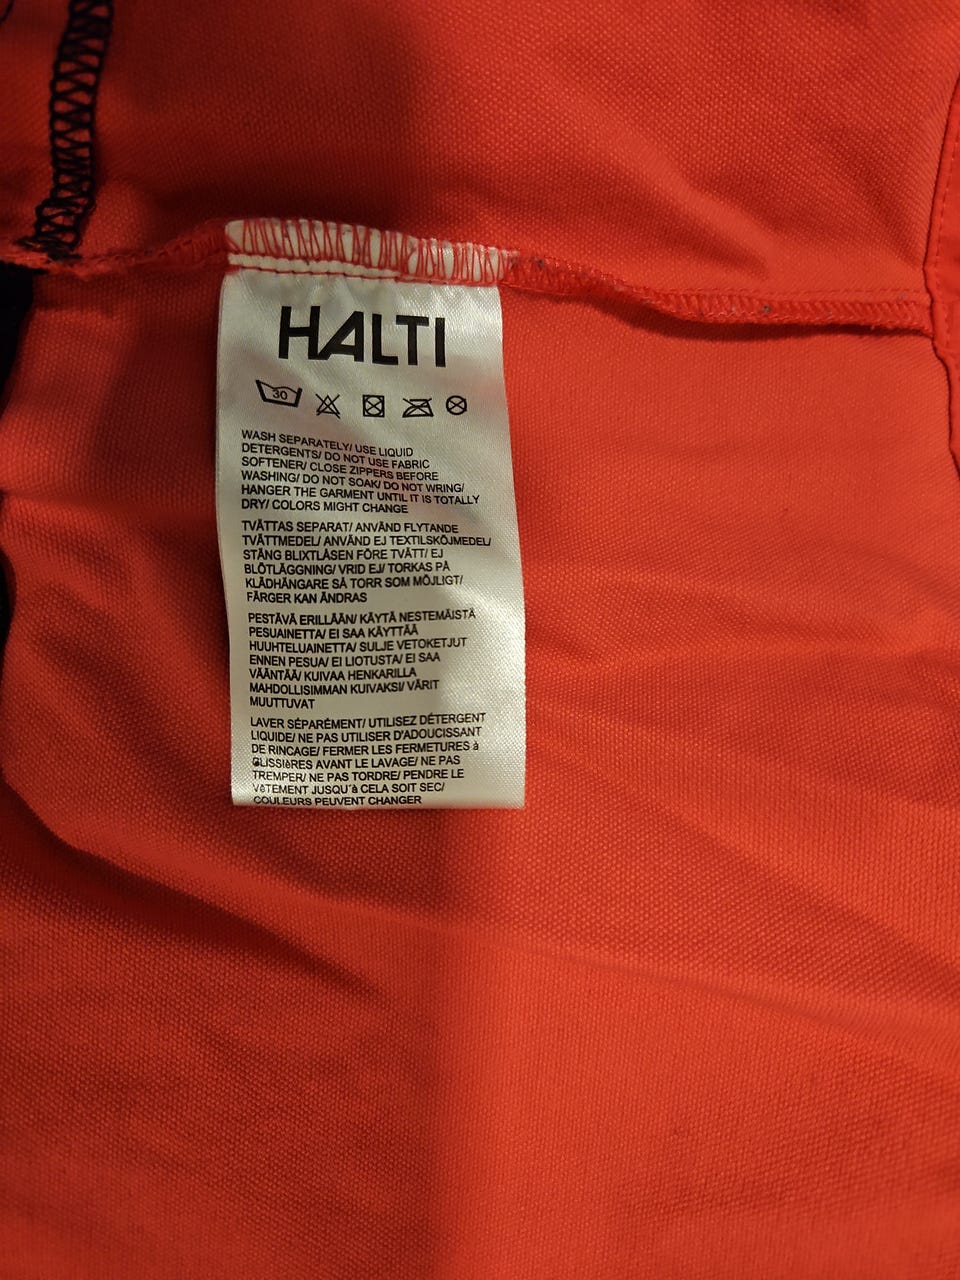 HALTI
30
WASH SEPARATELY/ USE LIQUID
DETERGENTS/ DO NOT USE FABRIC
SOFTENER/ CLOSE ZIPPERS BEFORE
WASHING/ DO NOT SOAK/ DO NOT WRING/
HANGER THE GARMENT UNTIL IT IS TOTALLY
DRY/ COLORS MIGHT CHANGE
TVÄTTAS SEPARAT/ ANVÄND FLYTANDE
TVÄTTMEDEL/ ANVÄND EJ TEXTILSKÖJMEDEL/
STÄNG BLIXTLÅSEN FÖRE TVÄTT/ EJ
BLÖTLÄGGNING/ VRID EJ/ TORKAS PÅ
KLÄDHÄNGARE SÅ TORR SOM MÖJLIGT/
FÄRGER KAN ÄNDRAS
PESTÄVÄ ERILLÄÄN/ KÄYTÄ NESTEMÄISTÄ
PESUAINETTA/ EI SAA KÄYTTÄÄ
HUUHTELUAINETTA/ SULJE VETOKETJUT
ENNEN PESUA/ EI LIOTUSTA/ EI SAA
VÄÄNTÄÄ/ KUIVAA HENKARILLA
MAHDOLLISIMMAN KUIVAKSI/ VÄRIT
MUUTTUVAT
LAVER SÉPARÉMENT/ UTILISEZ DÉTERGENT
LIQUIDE/ NE PAS UTILISER D'ADOUCISSANT
DE RINCAGE/ FERMER LES FERMETURES à
GLISSIèRES AVANT LE LAVAGE/ NE PAS
TREMPER/ NE PAS TORDRE/ PENDRE LE
VêTEMENT JUSQU'à CELA SOIT SEC/
COULEURS PEUVENT CHANGER